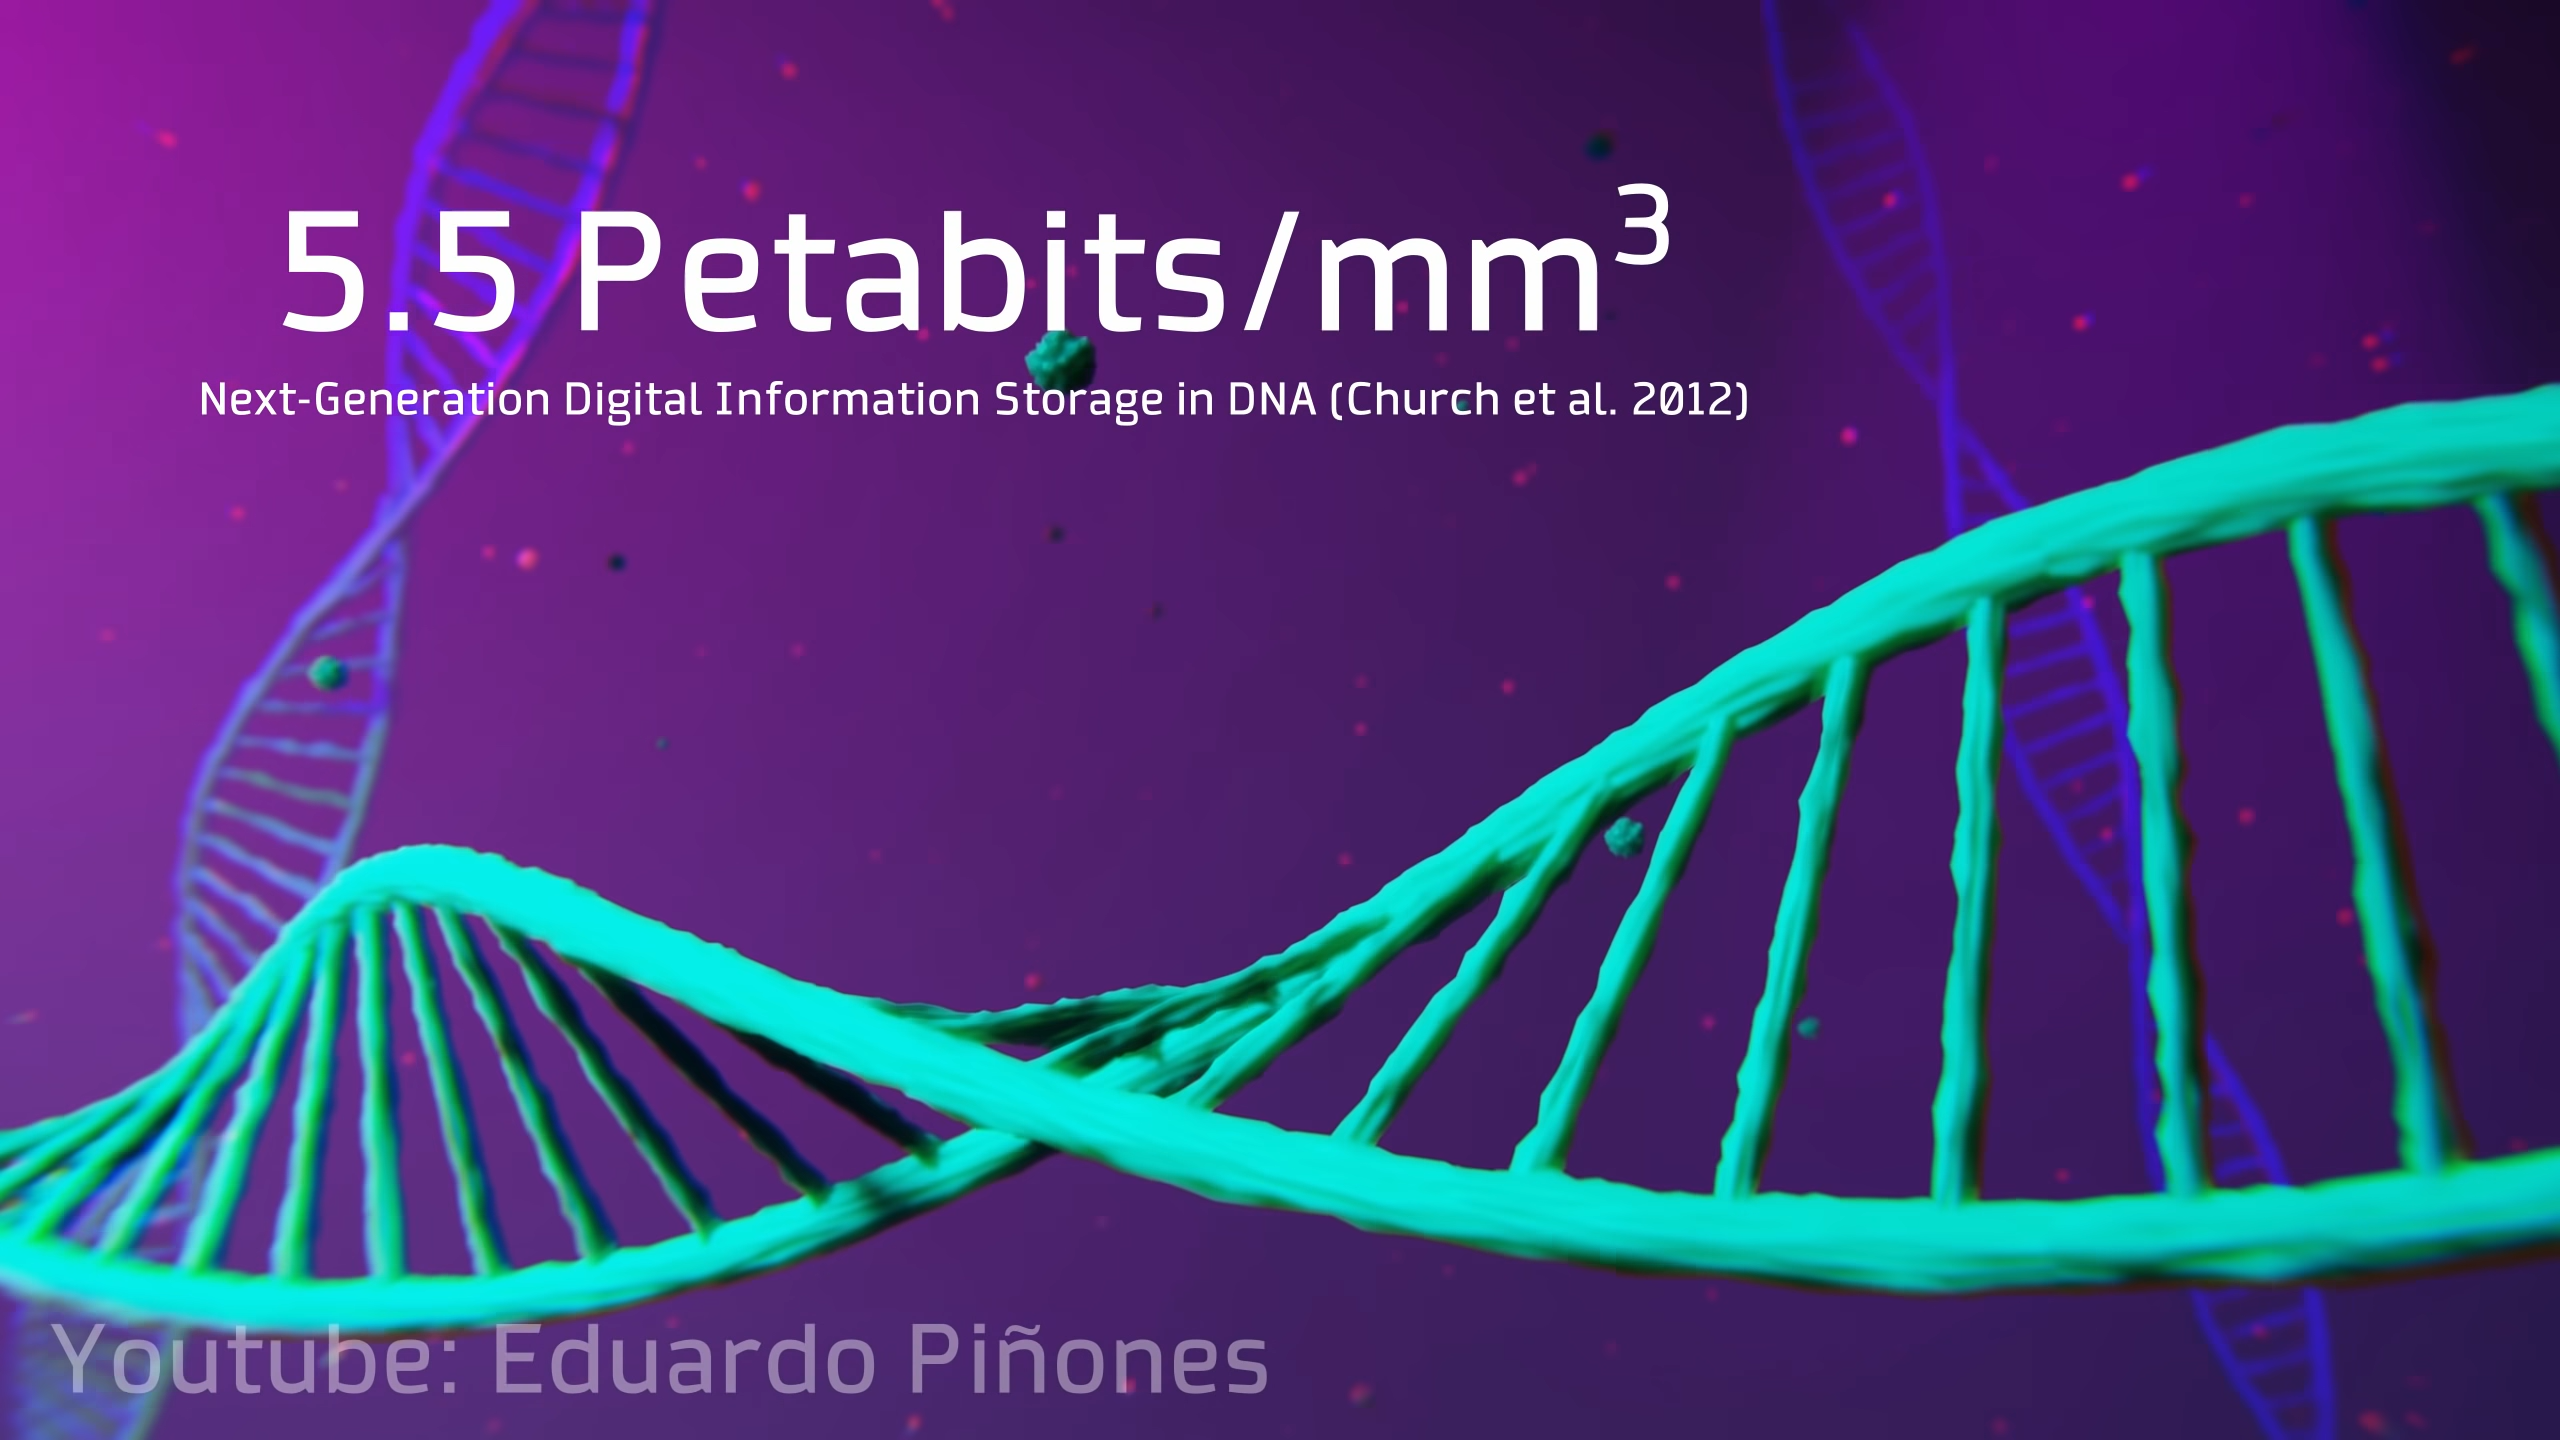 5.5 Petabits/mm³
Next-Generation Digital Information Storage in DNA (Church et al. 2012)
Youtube: Eduardo Piñones